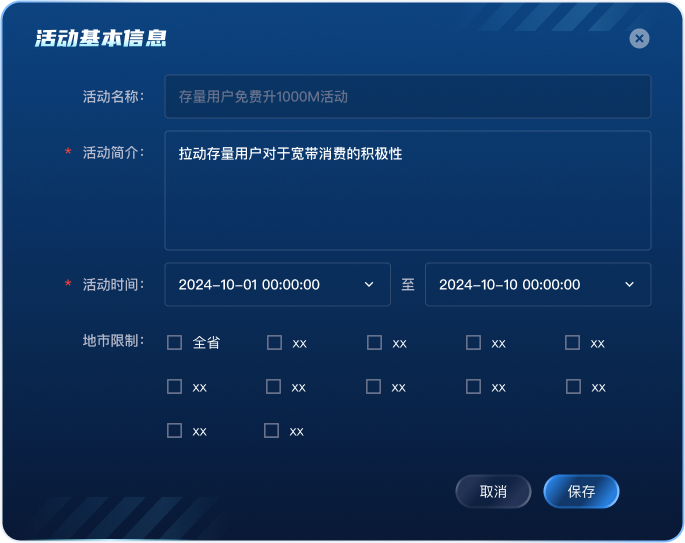 活动基本信息
活动名称： 存量用户免费升1000M活动
* 活动简介： 拉动存量用户对于宽带消费的积极性
* 活动时间： 2024-10-01 00:00:00 至 2024-10-10 00:00:00
地市限制： 全省 xx xx xx xx
xx xx xx xx xx
xx xx
取消 保存